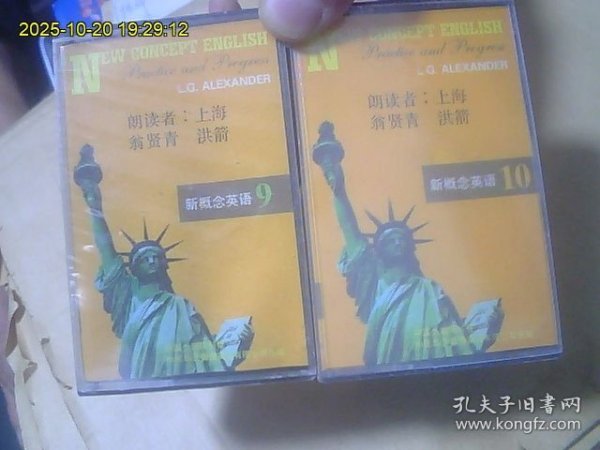 2025-10-20 19:29:12
NEW CONCEPT ENGLISH
Practice and Progress
L.G. ALEXANDER
朗读者：上海
翁贤青 洪箭
新概念英语 9
N
CONCEPT ENGLISH
Practice and Progress
L.G. ALEXANDER
朗读者：上海
翁贤青 洪箭
新概念英语 10
孔夫子旧书网
www.kongfz.com